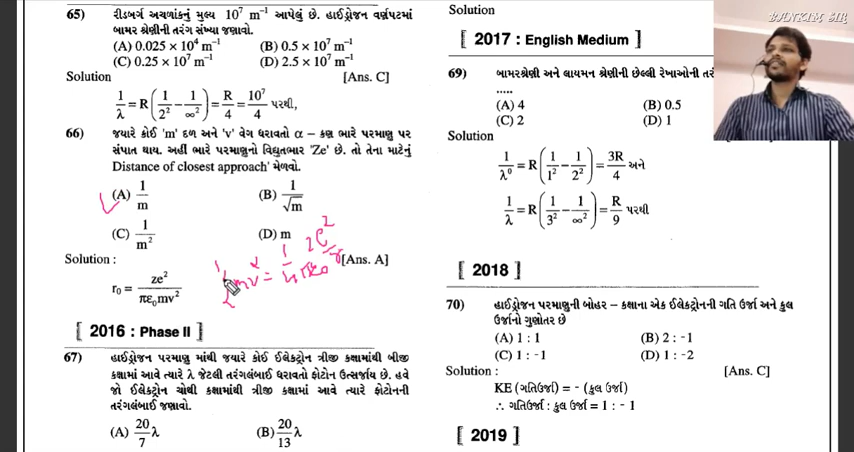 65) રીડબર્ગ અચળાંકનું મુલ્ય 10⁷ m⁻¹ આપેલું છે. હાઈડ્રોજન વર્ણપટમાં
બામર શ્રેણીની તરંગ સંખ્યા જણાવો.
(A) 0.025 × 10⁴ m⁻¹ (B) 0.5 × 10⁷ m⁻¹
(C) 0.25 × 10⁷ m⁻¹ (D) 2.5 × 10⁷ m⁻¹
Solution [Ans. C]
1/λ = R(1/2² − 1/∞²) = R/4 = 10⁷/4 પરથી,
66) જ્યારે કોઈ 'm' દળ અને 'v' વેગ ધરાવતો α − કણ ભારે પરમાણુ પર
સંપાત થાય. અહીં ભારે પરમાણુનો વિદ્યુતભાર 'Ze' છે. તો તેના માટેનું
Distance of closest approach' મેળવો.
(A) 1/m (B) 1/√m
(C) 1/m² (D) m
Solution : [Ans. A]
r₀ = ze²/πε₀mv²
[ 2016 : Phase II ]
67) હાઈડ્રોજન પરમાણુ માંથી જયારે કોઈ ઈલેક્ટ્રોન ત્રીજી કક્ષામાંથી બીજી
કક્ષામાં આવે ત્યારે λ જેટલી તરંગલંબાઈ ધરાવતો ફોટોન ઉત્સર્જાય છે. હવે
જો ઈલેક્ટ્રોન ચોથી કક્ષામાંથી ત્રીજી કક્ષામાં આવે ત્યારે ફોટોનની
તરંગલંબાઈ જણાવો.
(A) 20/7 λ (B) 20/13 λ
Solution
[ 2017 : English Medium ]
69) બામરશ્રેણી અને લાયમન શ્રેણીની છેલ્લી રેખાઓની
.....
(A) 4 (B) 0.5
(C) 2 (D) 1
Solution
1/λ⁰ = R(1/1² − 1/2²) = 3R/4 અને
1/λ = R(1/3² − 1/∞²) = R/9 પરથી
[ 2018 ]
70) હાઈડ્રોજન પરમાણુની બોહર − કક્ષાના એક ઈલેક્ટ્રોનની ગતિ ઉર્જા અને કુલ
ઉર્જાનો ગુણોતર છે
(A) 1 : 1 (B) 2 : -1
(C) 1 : -1 (D) 1 : -2
Solution : [Ans. C]
KE (ગતિઉર્જા) = - (કુલ ઉર્જા)
∴ ગતિઉર્જા : કુલ ઉર્જા = 1 : - 1
[ 2019 ]
BANKIM SIR